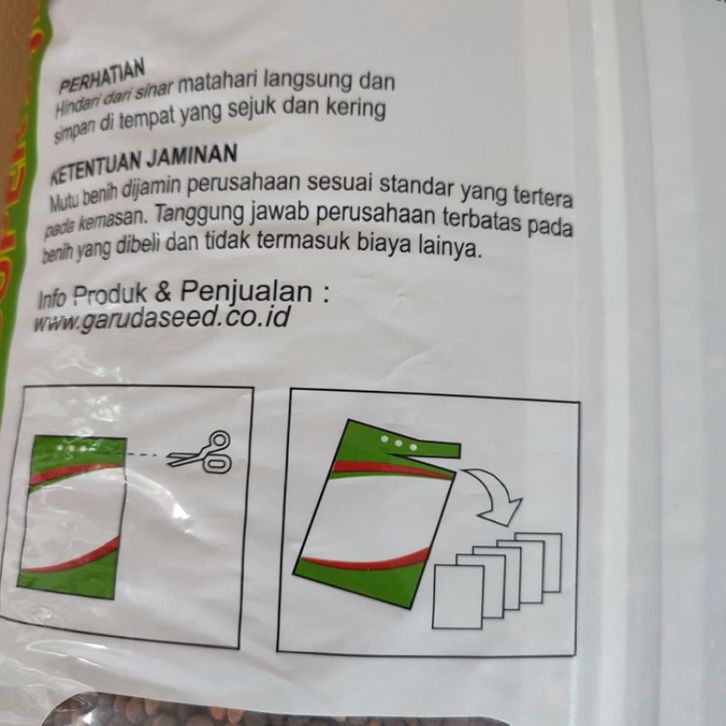 PERHATIAN
Hindari dari sinar matahari langsung dan
simpan di tempat yang sejuk dan kering
KETENTUAN JAMINAN
Mutu benih dijamin perusahaan sesuai standar yang tertera
pada kemasan. Tanggung jawab perusahaan terbatas pada
benih yang dibeli dan tidak termasuk biaya lainya.
Info Produk & Penjualan :
www.garudaseed.co.id